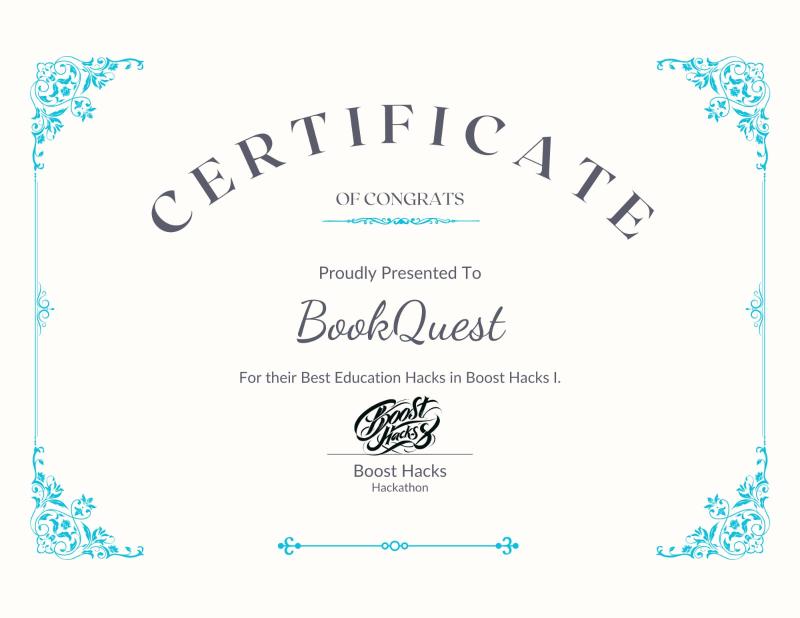 CERTIFICATE
OF CONGRATS
Proudly Presented To
BookQuest
For their Best Education Hacks in Boost Hacks I.
Boost
Hacks
Boost Hacks
Hackathon